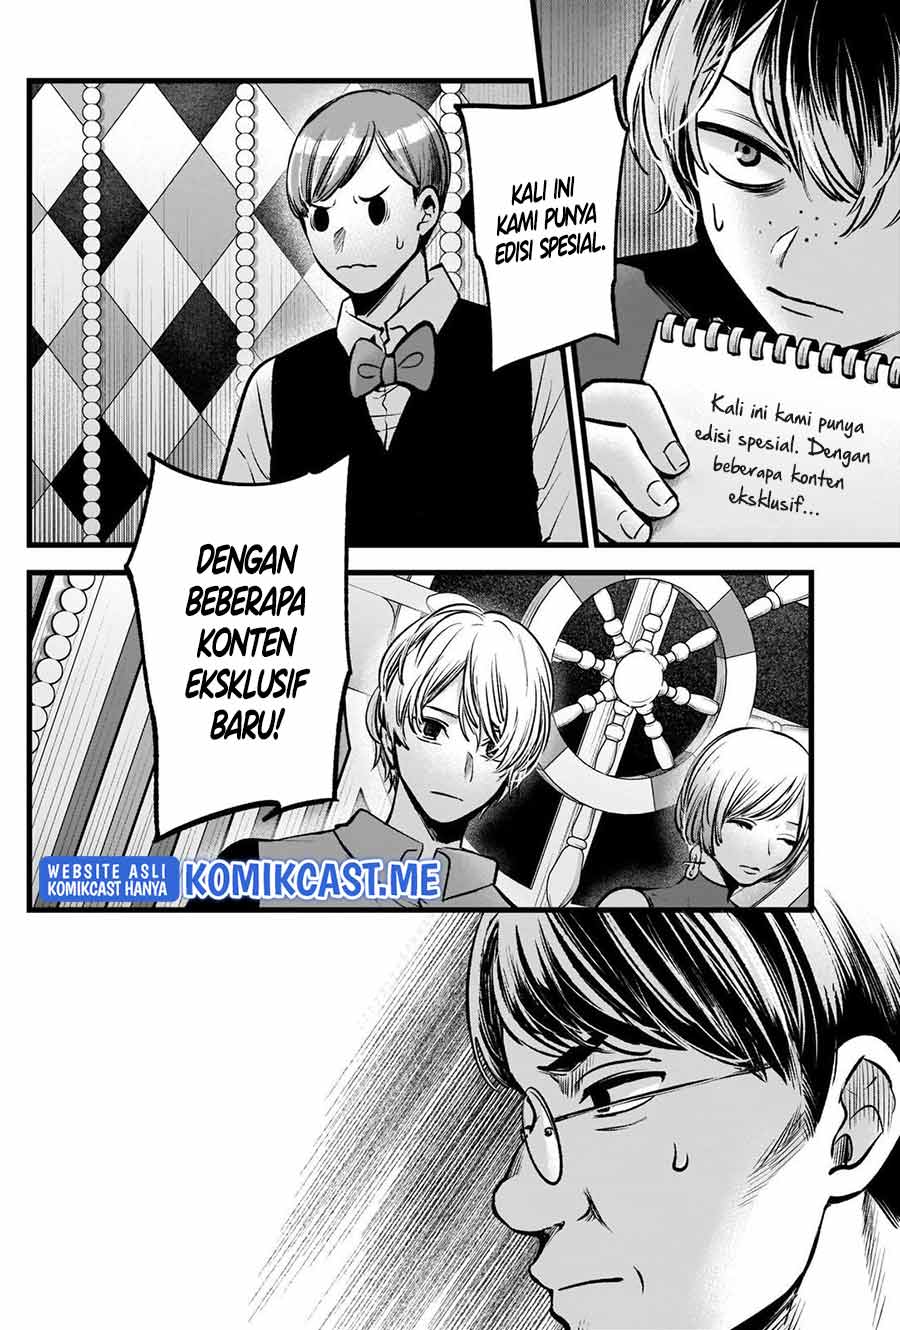 KALI INI
KAMI PUNYA
EDISI SPESIAL.
Kali ini kami punya
edisi spesial. Dengan
beberapa konten
eksklusif...
DENGAN
BEBERAPA
KONTEN
EKSKLUSIF
BARU!
WEBSITE ASLI
KOMIKCAST HANYA
KOMIKCAST.ME